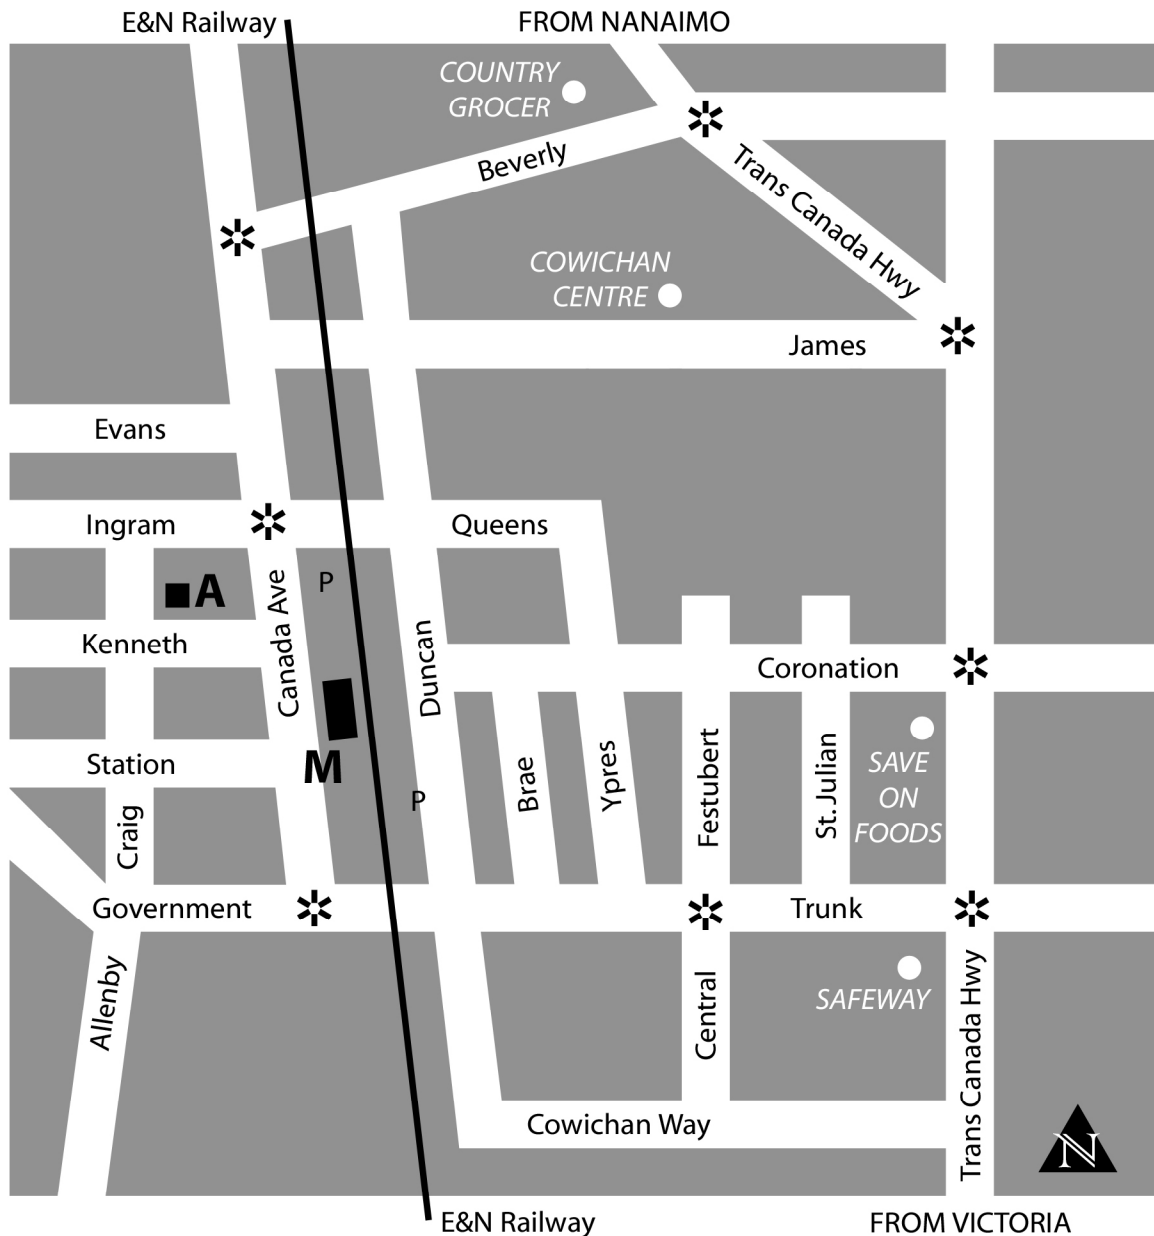 E&N Railway
FROM NANAIMO
COUNTRY
GROCER
Beverly
Trans Canada Hwy
COWICHAN
CENTRE
James
Evans
Ingram
Queens
A
P
Canada Ave
Kenneth
Duncan
Coronation
M
Station
P
Craig
Brae
Ypres
Festubert
St. Julian
SAVE
ON
FOODS
Government
Trunk
Allenby
Central
SAFEWAY
Trans Canada Hwy
Cowichan Way
N
E&N Railway
FROM VICTORIA